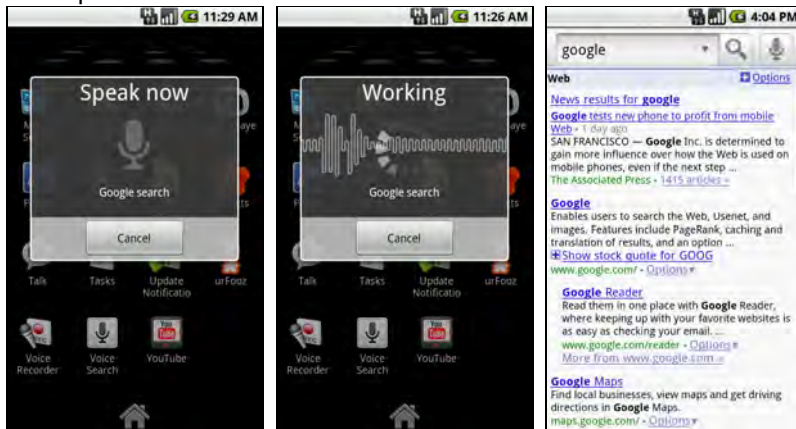 11:29 AM
Speak now
Google search
Cancel
Talk
Tasks
Update
Notificatio
urFooz
Voice
Recorder
Voice
Search
YouTube
11:26 AM
Working
Google search
Cancel
Talk
Tasks
Update
Notificatio
urFooz
Voice
Recorder
Voice
Search
YouTube
4:04 PM
google
Web
Options
News results for google
Google tests new phone to profit from mobile
Web - 1 day ago
SAN FRANCISCO — Google Inc. is determined to
gain more influence over how the Web is used on
mobile phones, even if the next step ...
The Associated Press - 1415 articles »
Google
Enables users to search the Web, Usenet, and
images. Features include PageRank, caching and
translation of results, and an option ...
Show stock quote for GOOG
www.google.com/ - Options
Google Reader
Read them in one place with Google Reader,
where keeping up with your favorite websites is
as easy as checking your email. ...
www.google.com/reader - Options
More from www.google.com »
Google Maps
Find local businesses, view maps and get driving
directions in Google Maps.
maps.google.com/ - Options